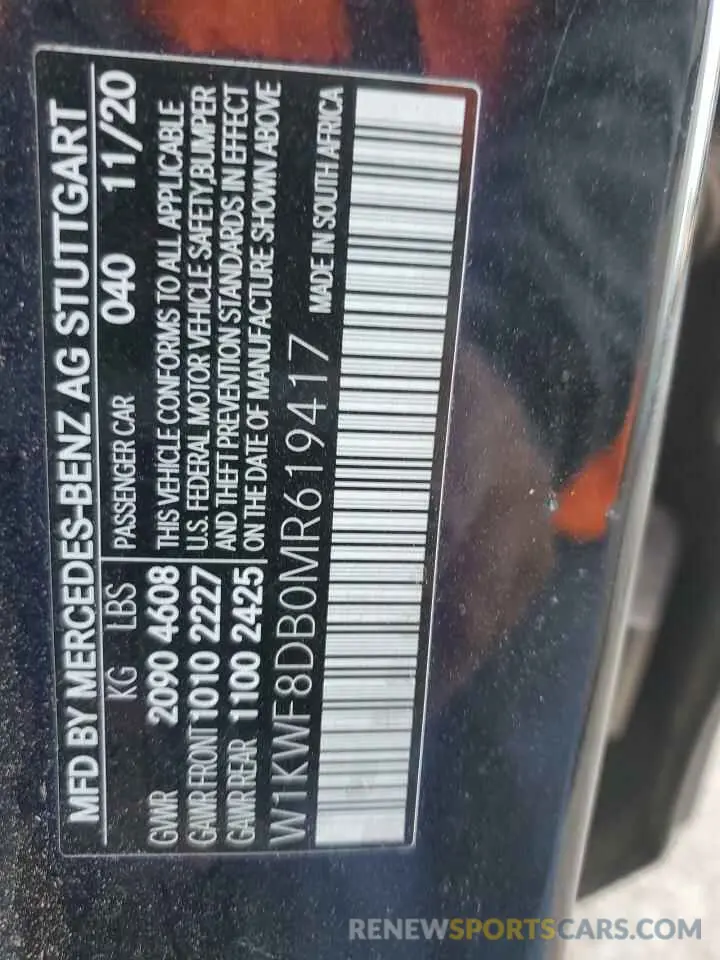 MFD BY MERCEDES-BENZ AG STUTTGART
KG LBS PASSENGER CAR 040 11/20
GVWR 2090 4608 THIS VEHICLE CONFORMS TO ALL APPLICABLE
GAWR FRONT 1010 2227 U.S. FEDERAL MOTOR VEHICLE SAFETY,BUMPER
GAWR REAR 1100 2425 AND THEFT PREVENTION STANDARDS IN EFFECT
ON THE DATE OF MANUFACTURE SHOWN ABOVE
W1KWF8DB0MR619417 MADE IN SOUTH AFRICA
RENEWSPORTSCARS.COM